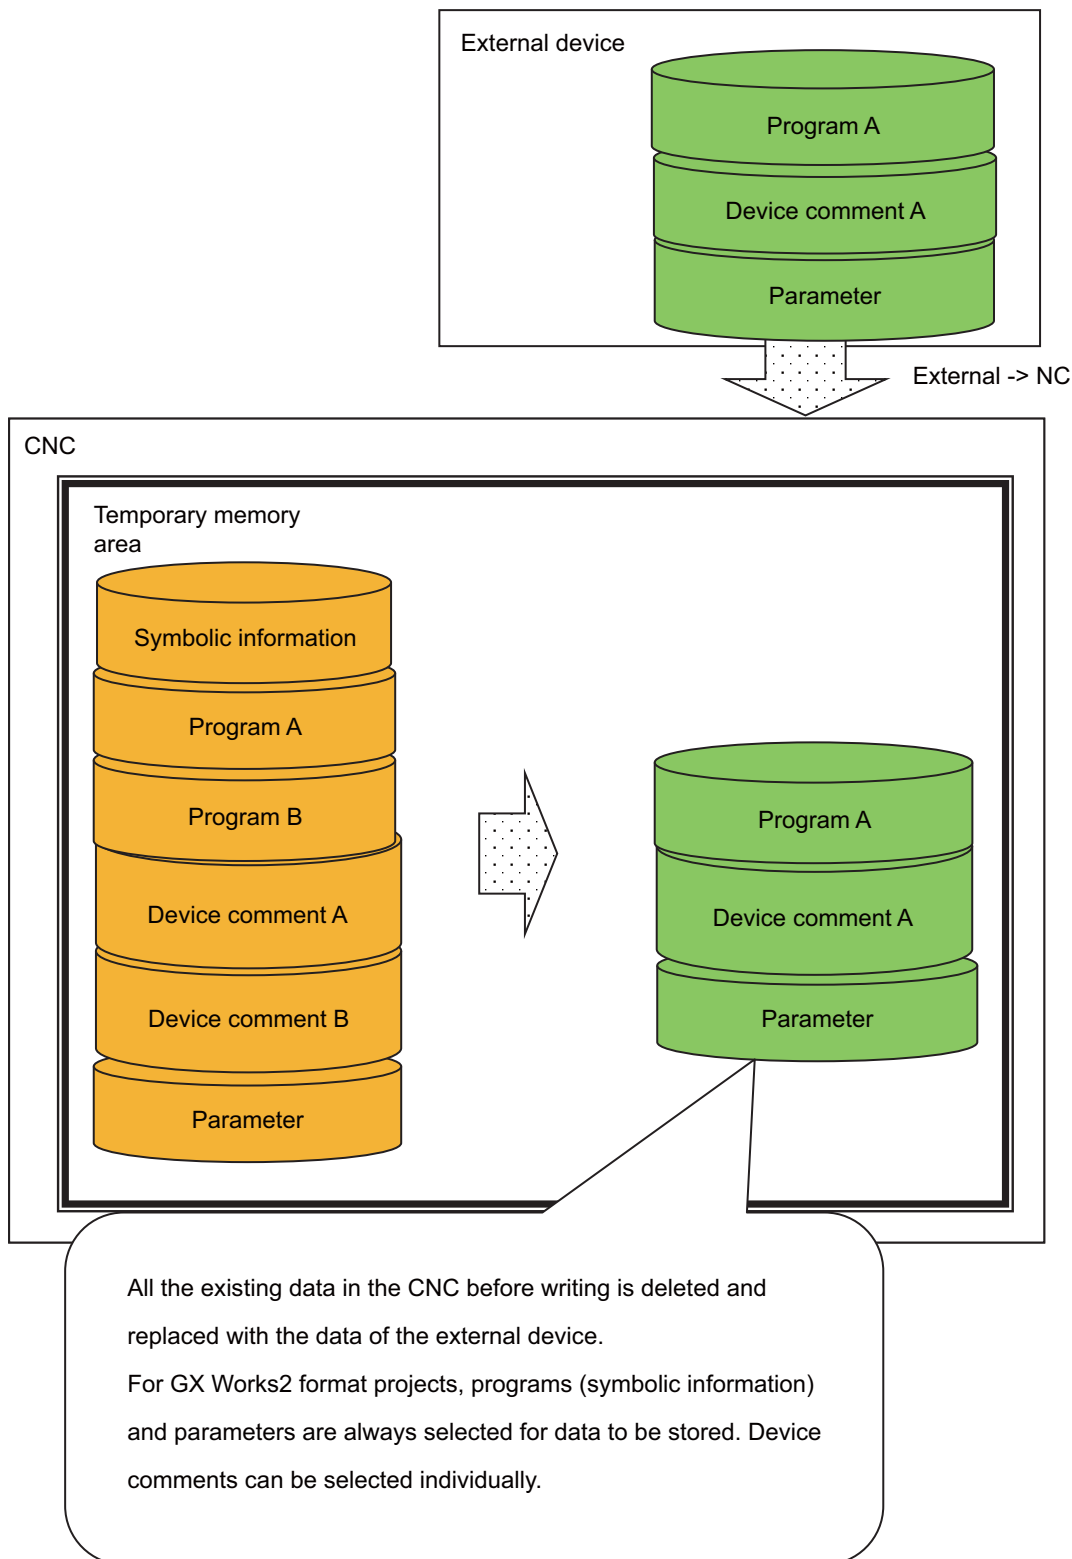 External device
Program A
Device comment A
Parameter
External -> NC
CNC
Temporary memory
area
Symbolic information
Program A
Program B
Device comment A
Device comment B
Parameter
Program A
Device comment A
Parameter
All the existing data in the CNC before writing is deleted and
replaced with the data of the external device.
For GX Works2 format projects, programs (symbolic information)
and parameters are always selected for data to be stored. Device
comments can be selected individually.